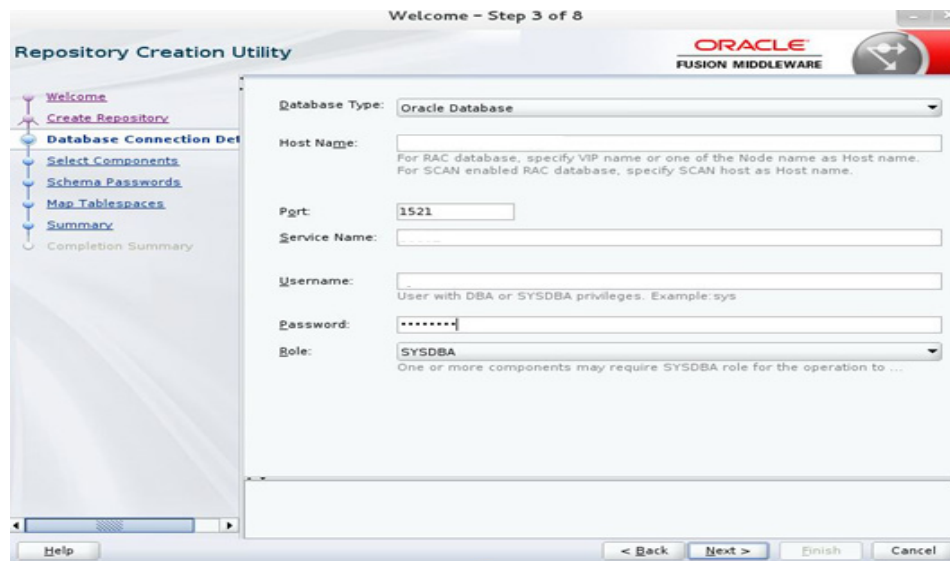 Welcome - Step 3 of 8
Repository Creation Utility
ORACLE
FUSION MIDDLEWARE
Welcome
Create Repository
Database Connection Det
Select Components
Schema Passwords
Map Tablespaces
Summary
Completion Summary
Database Type: Oracle Database
Host Name:
For RAC database, specify VIP name or one of the Node name as Host name.
For SCAN enabled RAC database, specify SCAN host as Host name.
Port: 1521
Service Name:
Username:
User with DBA or SYSDBA privileges. Example:sys
Password: ••••••••
Role: SYSDBA
One or more components may require SYSDBA role for the operation to ...
Help
< Back
Next >
Finish
Cancel